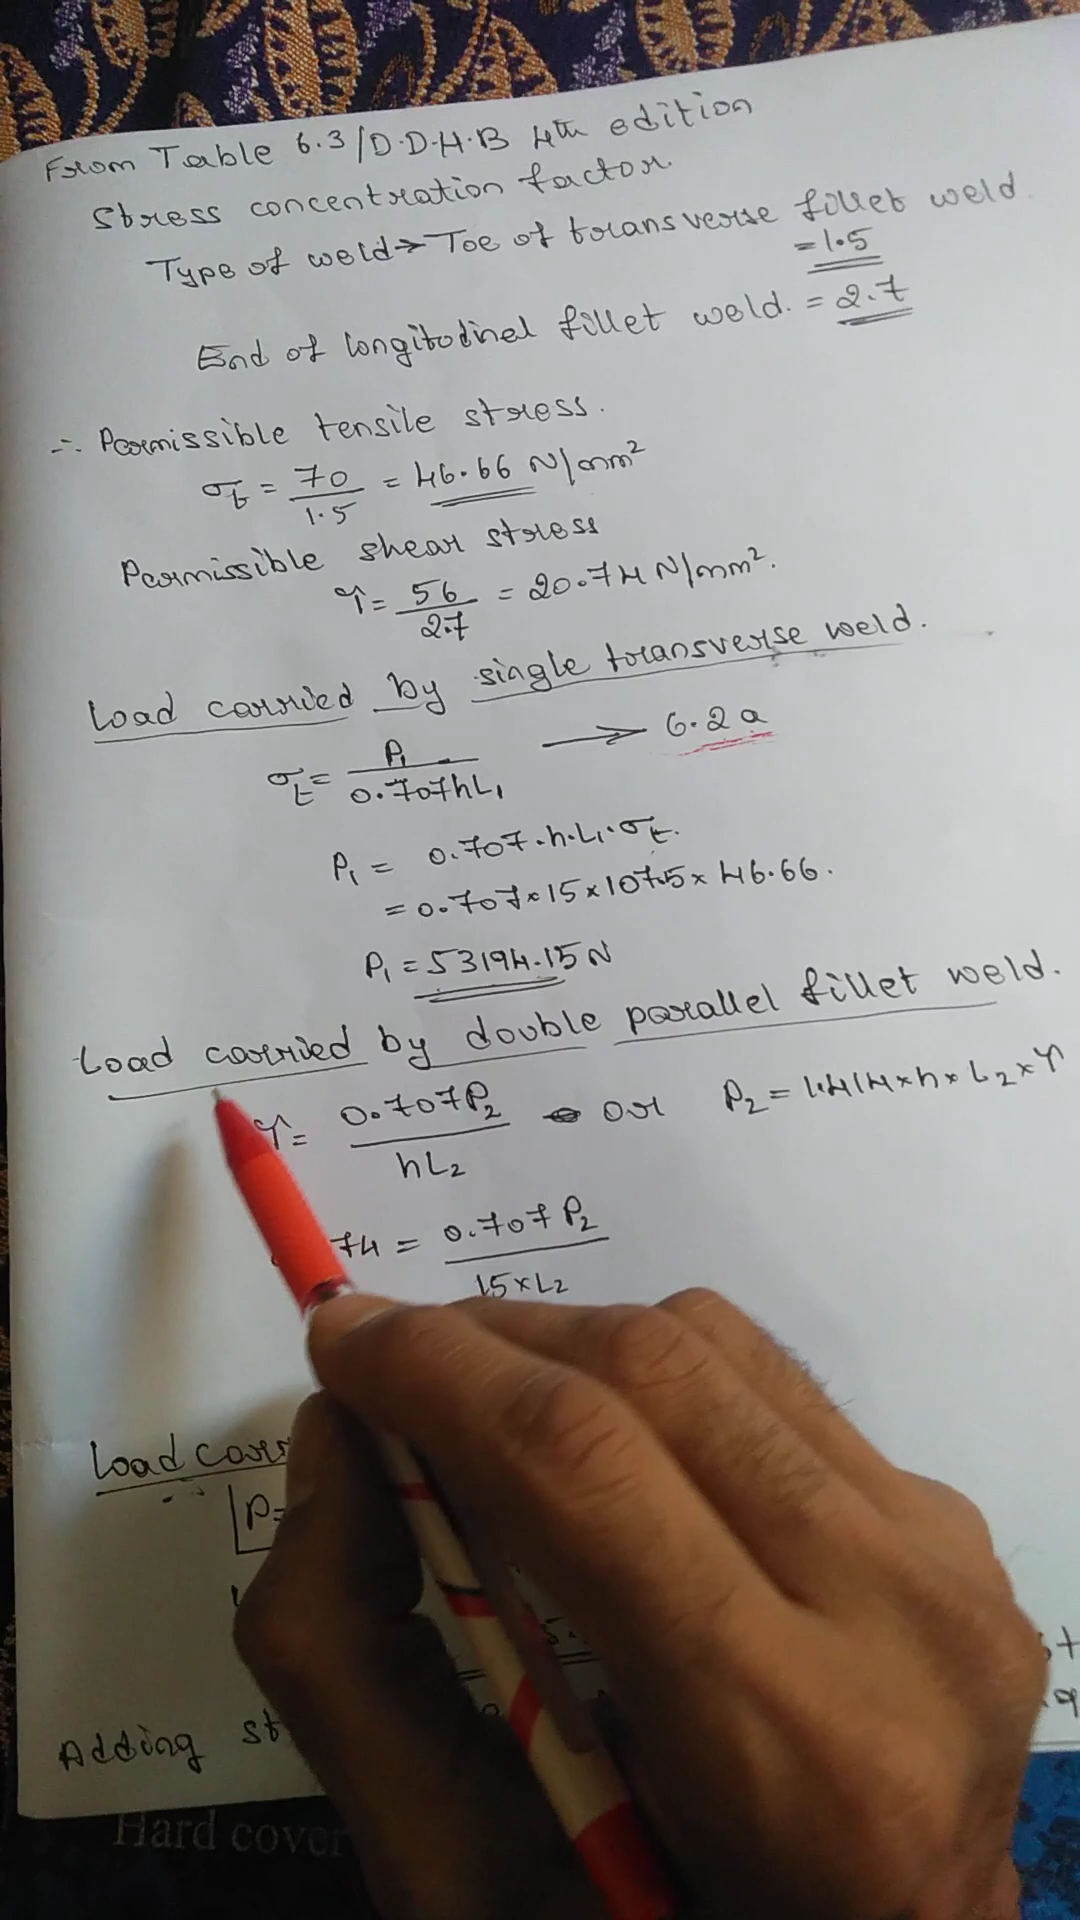 From Table 6.3/D.D.H.B 4th edition
Stress concentration factor.
Type of weld → Toe of transverse fillet weld
= 1.5
End of longitodinel fillet weld. = 2.7
∴ Permissible tensile stress.
σt = 70/1.5 = 46.66 N/mm²
Permissible shear stress
τ = 56/2.7 = 20.74 N/mm².
Load carried by single transverse weld.
σt = P1/0.707hL1 → 6.2a
P1 = 0.707.h.L1.σt.
= 0.707×15×107.5×46.66.
P1 = 53194.15 N
Load carried by double parallel fillet weld.
τ = 0.707P2/hL2 or P2 = 1.414×h×L2×τ
74 = 0.707 P2/15×L2
Load carr
P=
Adding st
Hard cover